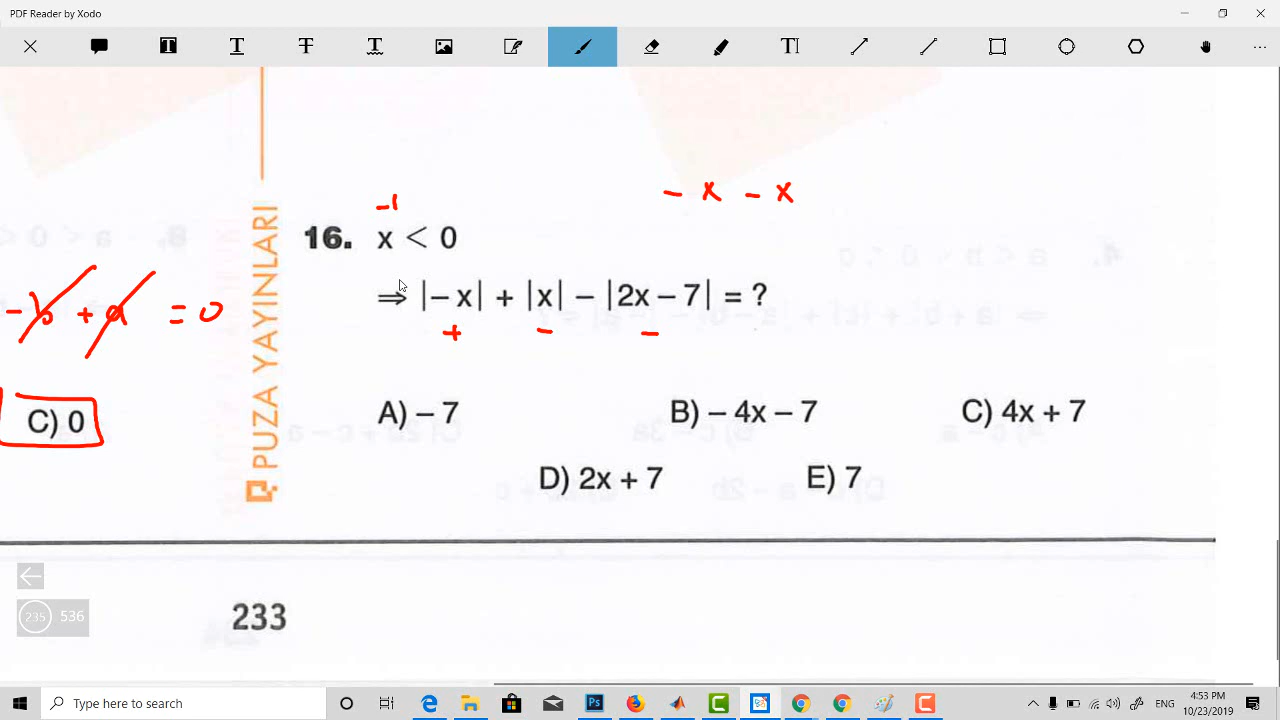 PDF Reader by Xodo
- x - x
-1
16. x < 0
⇒ |– x| + |x| – |2x – 7| = ?
+ - -
- b + a = 0
C) 0
PUZA YAYINLARI
A) – 7 B) – 4x – 7 C) 4x + 7
D) 2x + 7 E) 7
233
235 536
Type here to search
ENG
4:53 PM
10/23/2019